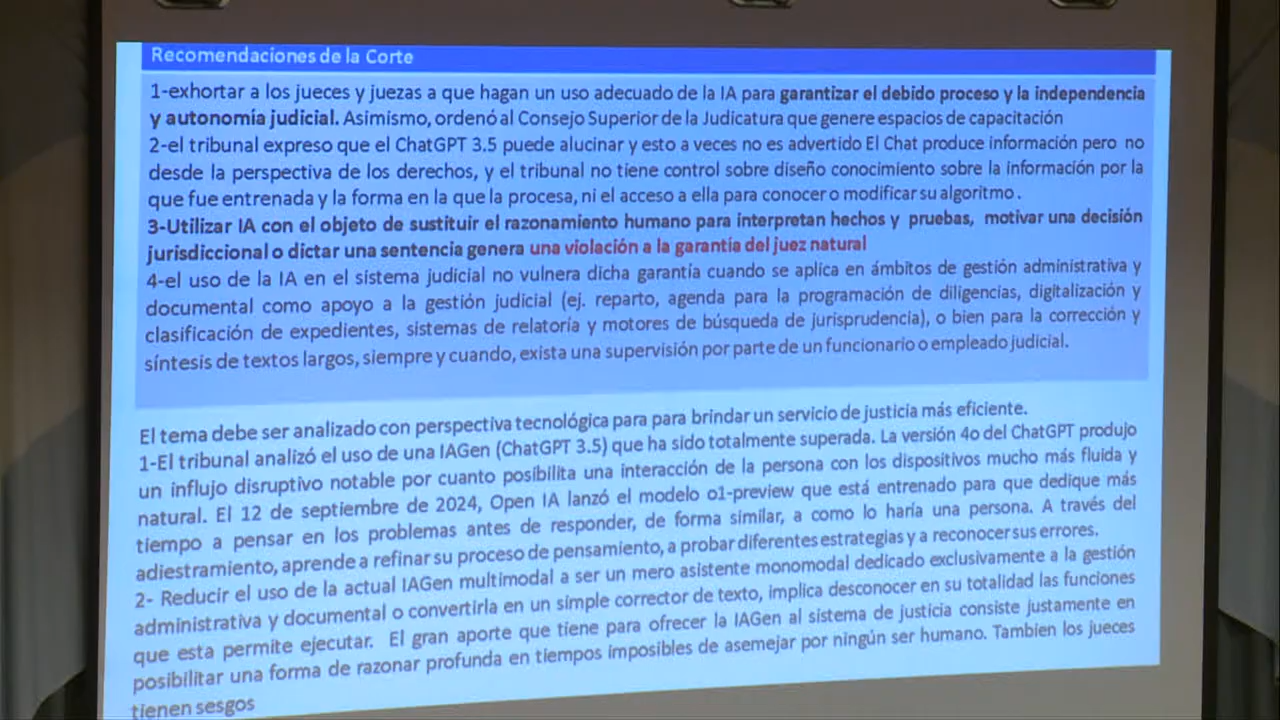 Recomendaciones de la Corte
1-exhortar a los jueces y juezas a que hagan un uso adecuado de la IA para garantizar el debido proceso y la independencia
y autonomía judicial. Asimismo, ordenó al Consejo Superior de la Judicatura que genere espacios de capacitación
2-el tribunal expreso que el ChatGPT 3.5 puede alucinar y esto a veces no es advertido El Chat produce información pero no
desde la perspectiva de los derechos, y el tribunal no tiene control sobre diseño conocimiento sobre la información por la
que fue entrenada y la forma en la que la procesa, ni el acceso a ella para conocer o modificar su algoritmo.
3-Utilizar IA con el objeto de sustituir el razonamiento humano para interpretan hechos y pruebas, motivar una decisión
jurisdiccional o dictar una sentencia genera una violación a la garantía del juez natural
4-el uso de la IA en el sistema judicial no vulnera dicha garantía cuando se aplica en ámbitos de gestión administrativa y
documental como apoyo a la gestión judicial (ej. reparto, agenda para la programación de diligencias, digitalización y
clasificación de expedientes, sistemas de relatoría y motores de búsqueda de jurisprudencia), o bien para la corrección y
síntesis de textos largos, siempre y cuando, exista una supervisión por parte de un funcionario o empleado judicial.
El tema debe ser analizado con perspectiva tecnológica para para brindar un servicio de justicia más eficiente.
1-El tribunal analizó el uso de una IAGen (ChatGPT 3.5) que ha sido totalmente superada. La versión 4o del ChatGPT produjo
un influjo disruptivo notable por cuanto posibilita una interacción de la persona con los dispositivos mucho más fluida y
natural. El 12 de septiembre de 2024, Open IA lanzó el modelo o1-preview que está entrenado para que dedique más
tiempo a pensar en los problemas antes de responder, de forma similar, a como lo haría una persona. A través del
adiestramiento, aprende a refinar su proceso de pensamiento, a probar diferentes estrategias y a reconocer sus errores.
2- Reducir el uso de la actual IAGen multimodal a ser un mero asistente monomodal dedicado exclusivamente a la gestión
administrativa y documental o convertirla en un simple corrector de texto, implica desconocer en su totalidad las funciones
que esta permite ejecutar. El gran aporte que tiene para ofrecer la IAGen al sistema de justicia consiste justamente en
posibilitar una forma de razonar profunda en tiempos imposibles de asemejar por ningún ser humano. Tambien los jueces
tienen sesgos